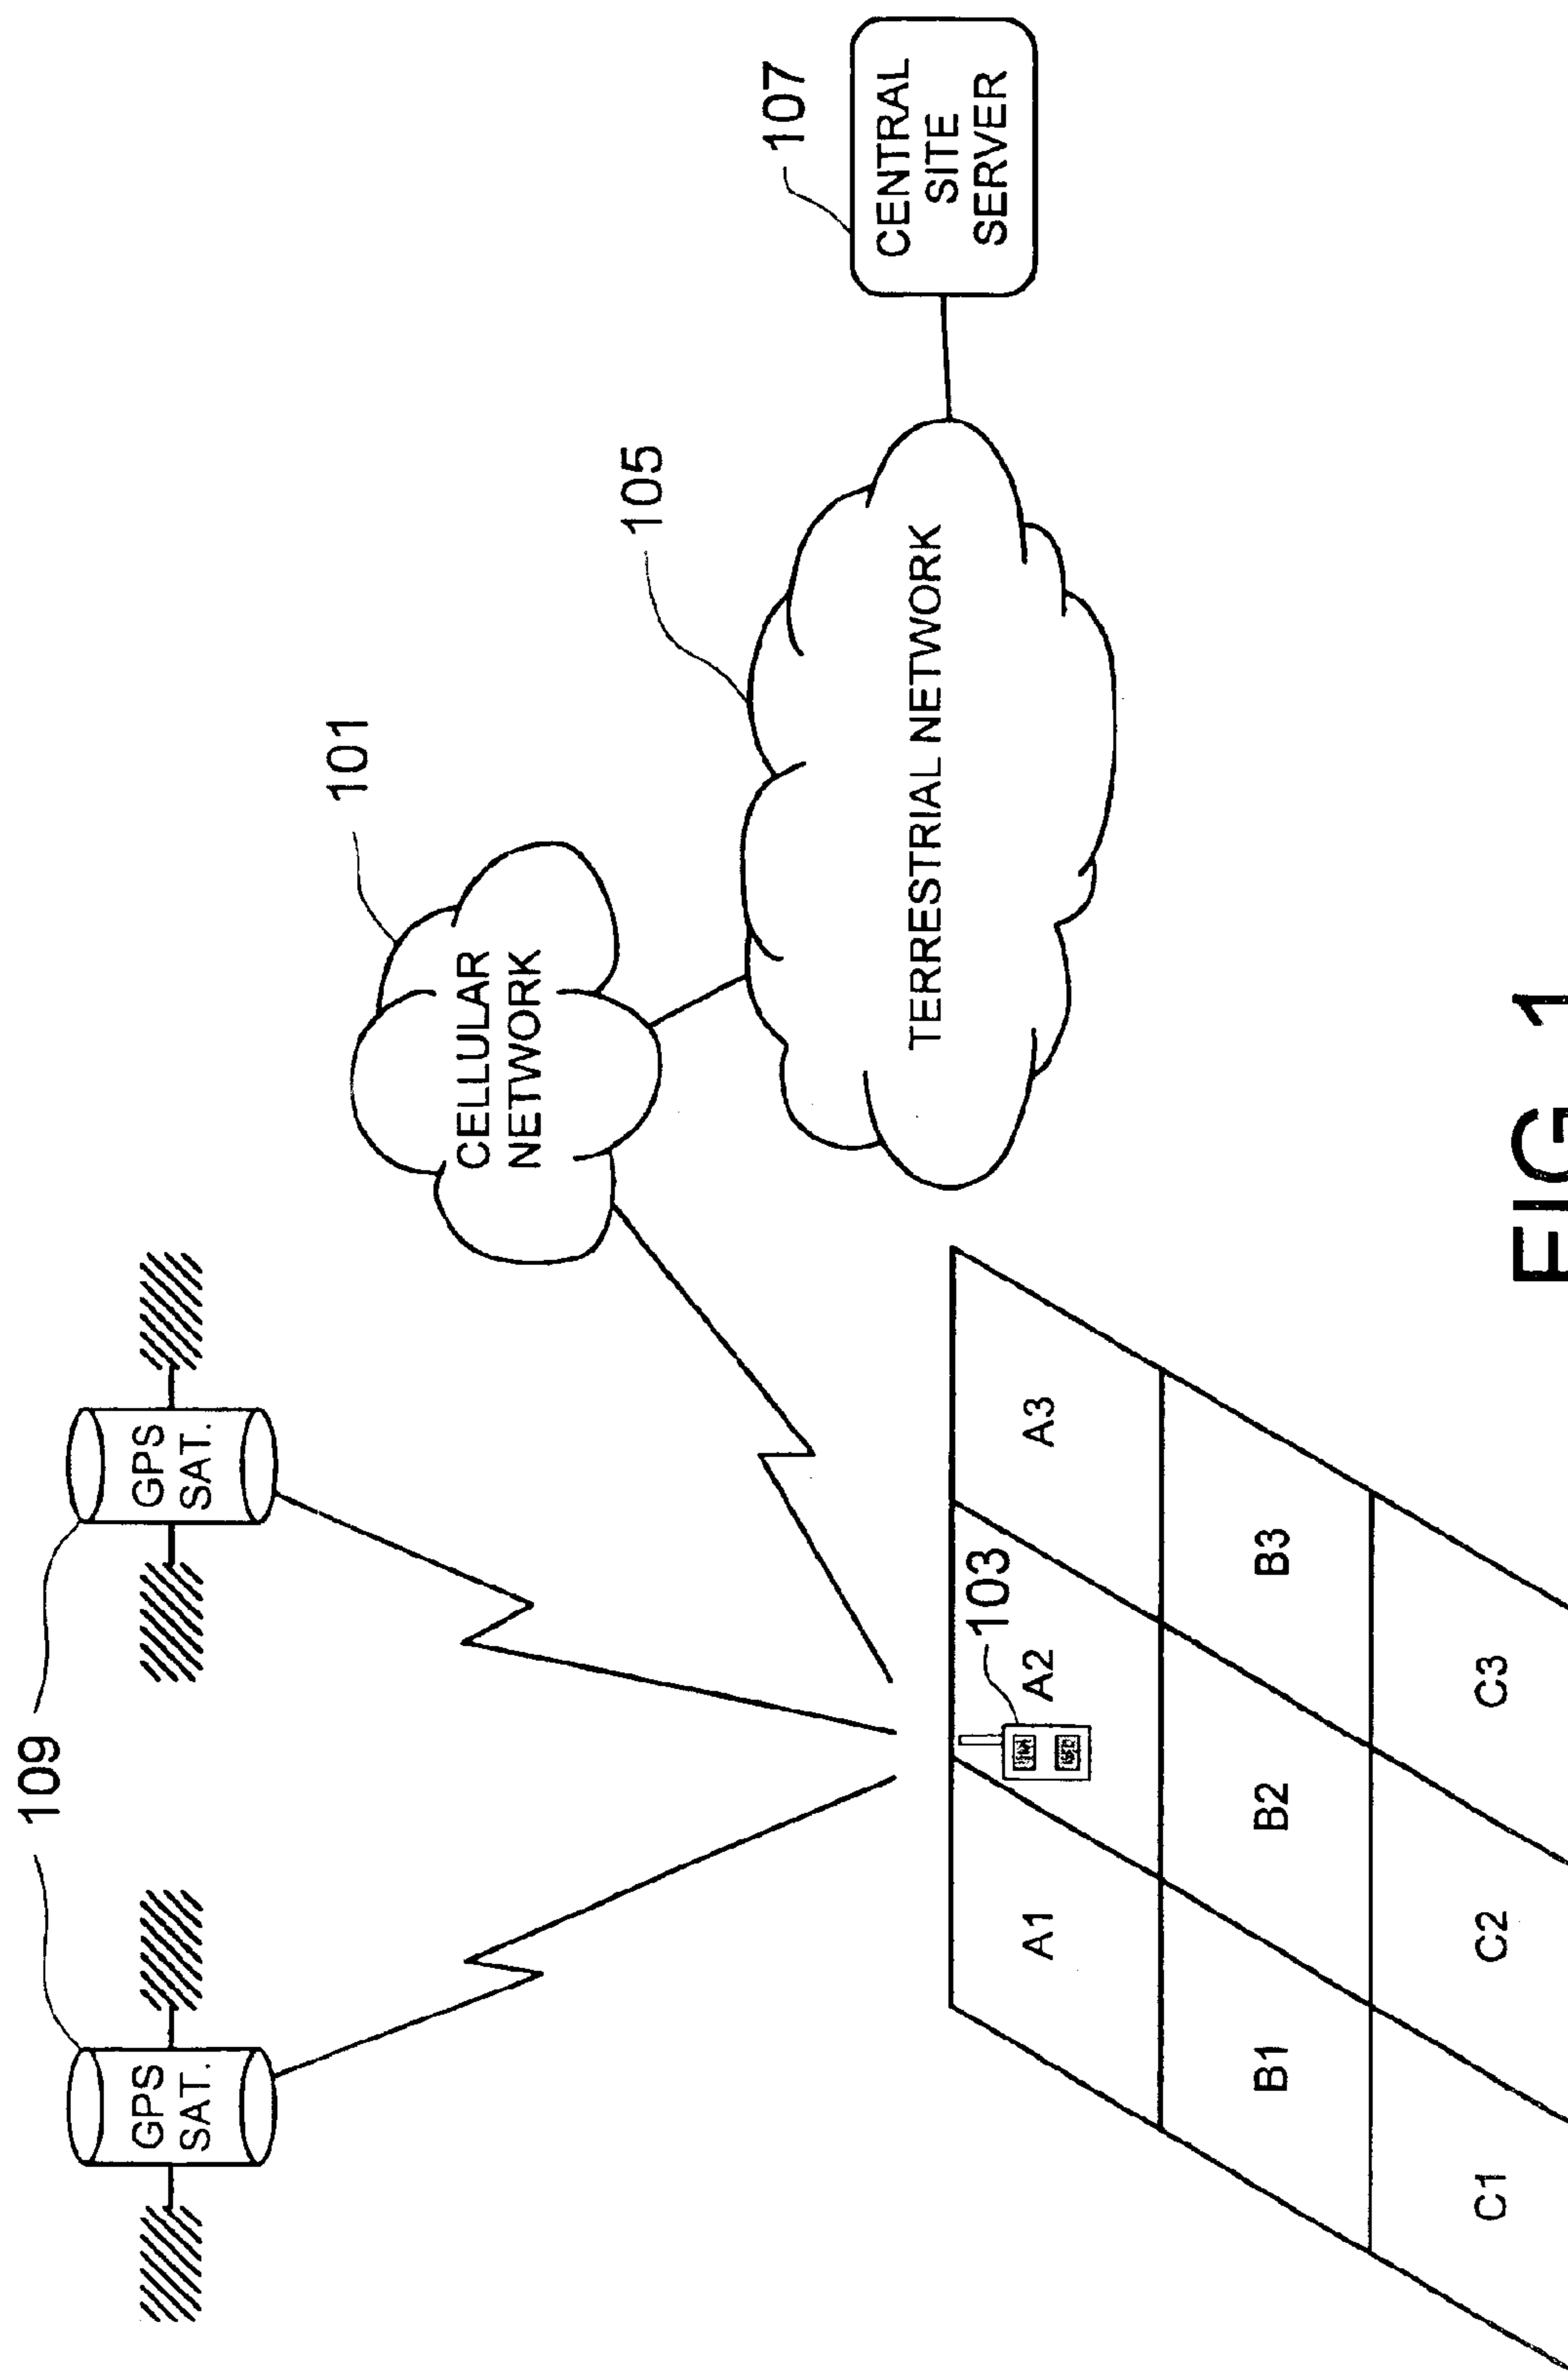 109
GPS
SAT.
GPS
SAT.
101
CELLULAR
NETWORK
105
TERRESTRIAL NETWORK
107
CENTRAL
SITE
SERVER
103
A1
A2
A3
B1
B2
B3
C1
C2
C3
FIG. 1